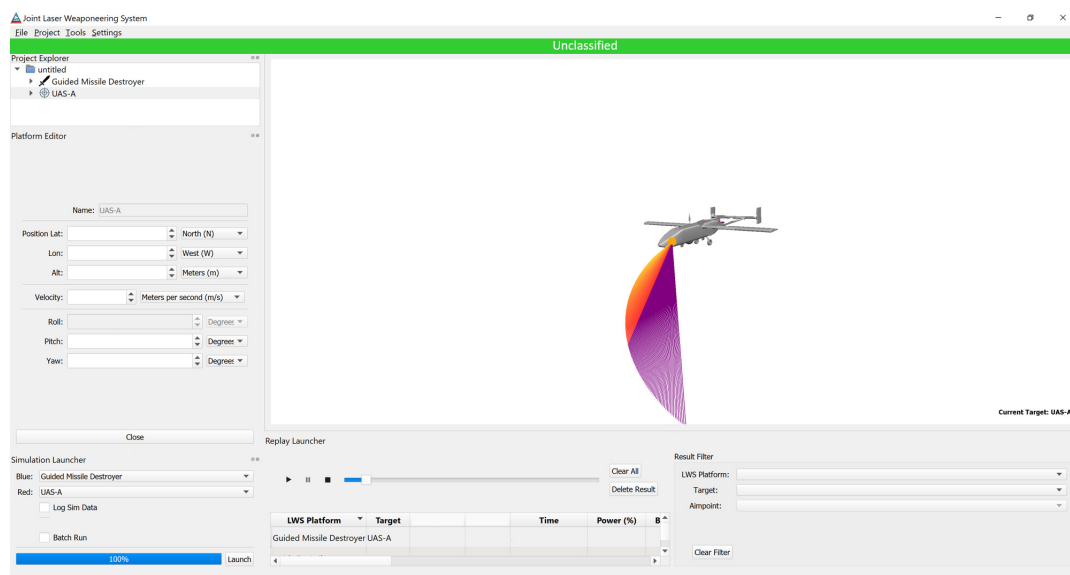 Joint Laser Weaponeering System
File Project Tools Settings
Unclassified
Project Explorer
untitled
Guided Missile Destroyer
UAS-A
Platform Editor
Name: UAS-A
Position Lat: North (N)
Lon: West (W)
Alt: Meters (m)
Velocity: Meters per second (m/s)
Roll: Degrees
Pitch: Degrees
Yaw: Degrees
Close
Simulation Launcher
Blue: Guided Missile Destroyer
Red: UAS-A
Log Sim Data
Batch Run
100% Launch
Current Target: UAS-A
Replay Launcher
Clear All
Delete Result
LWS Platform Target Time Power (%) B
Guided Missile Destroyer UAS-A
Result Filter
LWS Platform:
Target:
Aimpoint:
Clear Filter